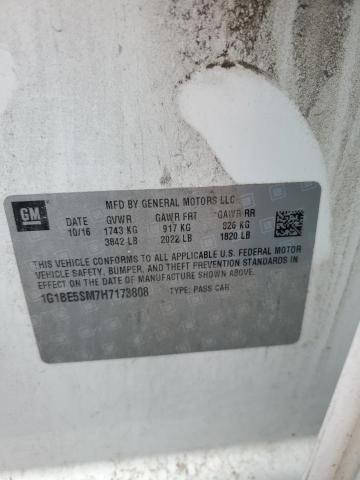 MFD BY GENERAL MOTORS LLC
GM
DATE GVWR GAWR FRT GAWR RR
10/16 1743 KG 917 KG 826 KG
3842 LB 2022 LB 1820 LB
THIS VEHICLE CONFORMS TO ALL APPLICABLE U.S. FEDERAL MOTOR
VEHICLE SAFETY, BUMPER, AND THEFT PREVENTION STANDARDS IN
EFFECT ON THE DATE OF MANUFACTURE SHOWN ABOVE.
1G1BE5SM7H7173808 TYPE: PASS CAR